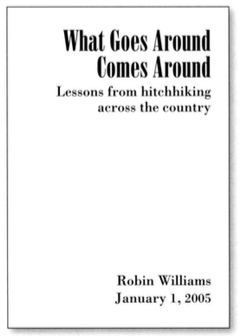 What Goes Around
Comes Around
Lessons from hitchhiking
across the country
Robin Williams
January 1, 2005